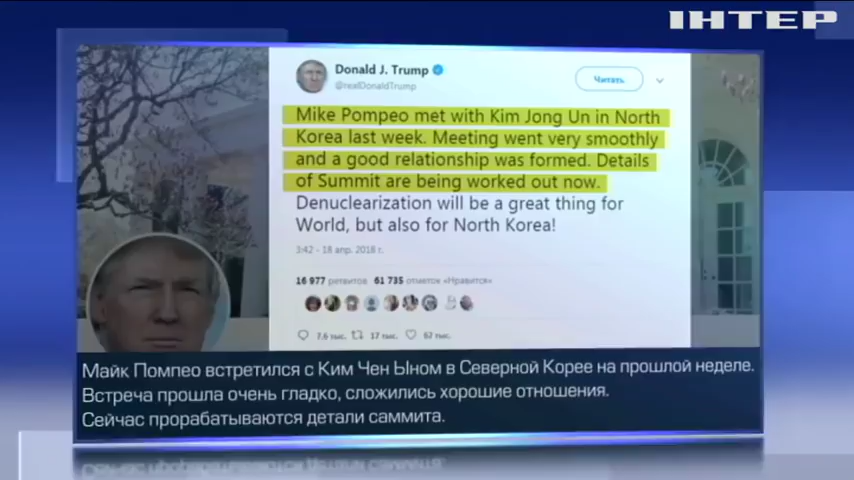 ІНТЕР
Donald J. Trump
@realDonaldTrump
Читать
Mike Pompeo met with Kim Jong Un in North
Korea last week. Meeting went very smoothly
and a good relationship was formed. Details
of Summit are being worked out now.
Denuclearization will be a great thing for
World, but also for North Korea!
3:42 - 18 апр. 2018 г.
16 977 ретвитов 61 735 отметок «Нравится»
7,6 тыс. 17 тыс. 62 тыс.
Майк Помпео встретился с Ким Чен Ыном в Северной Корее на прошлой неделе.
Встреча прошла очень гладко, сложились хорошие отношения.
Сейчас прорабатываются детали саммита.